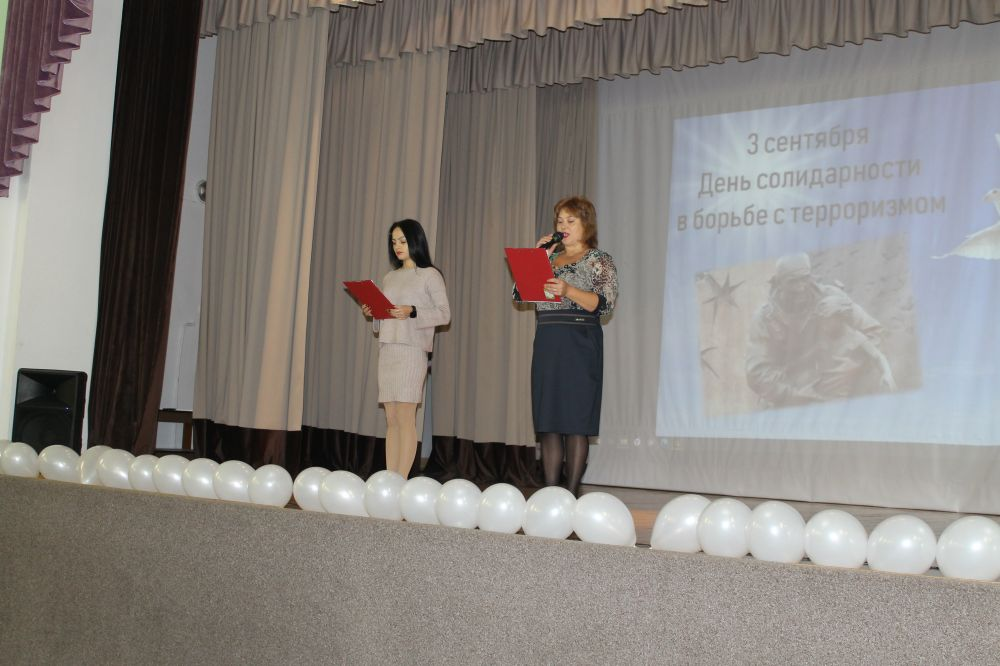 3 сентября
День солидарности
в борьбе с терроризмом